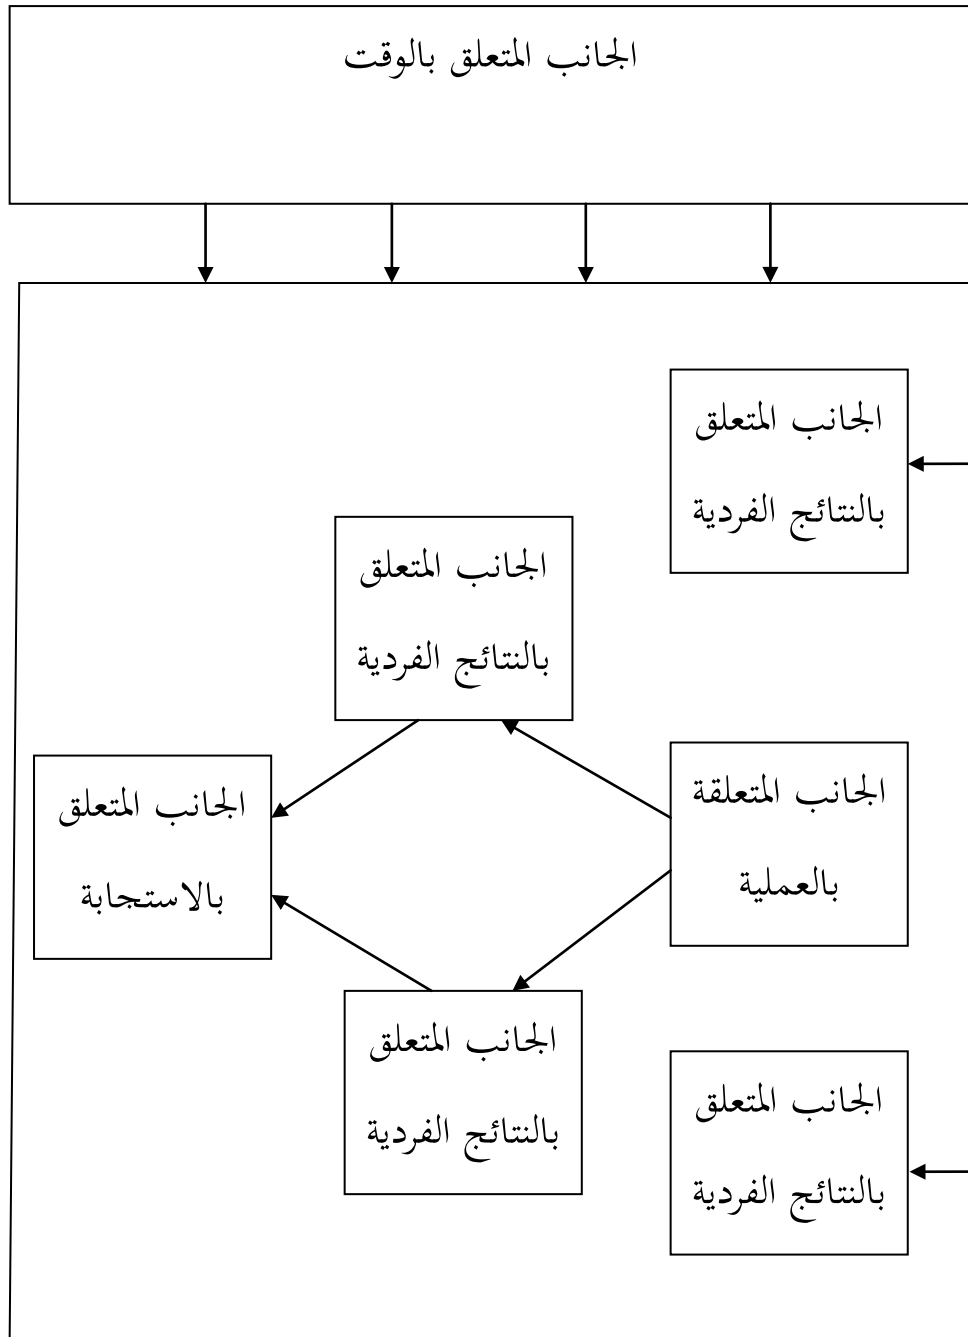 الجانب المتعلق بالوقت
الجانب المتعلق
بالنتائج الفردية
الجانب المتعلق
بالنتائج الفردية
الجانب المتعلقة
بالعملية
الجانب المتعلق
بالاستجابة
الجانب المتعلق
بالنتائج الفردية
الجانب المتعلق
بالنتائج الفردية